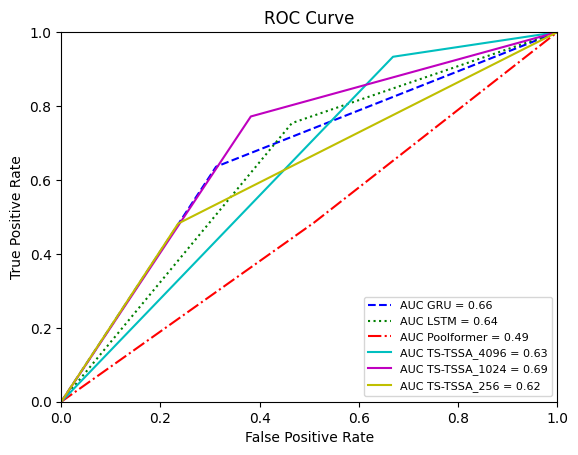 ROC Curve
1.0
0.8
0.6
0.4
0.2
0.0
True Positive Rate
AUC GRU = 0.66
AUC LSTM = 0.64
AUC Poolformer = 0.49
AUC TS-TSSA_4096 = 0.63
AUC TS-TSSA_1024 = 0.69
AUC TS-TSSA_256 = 0.62
0.0 0.2 0.4 0.6 0.8 1.0
False Positive Rate